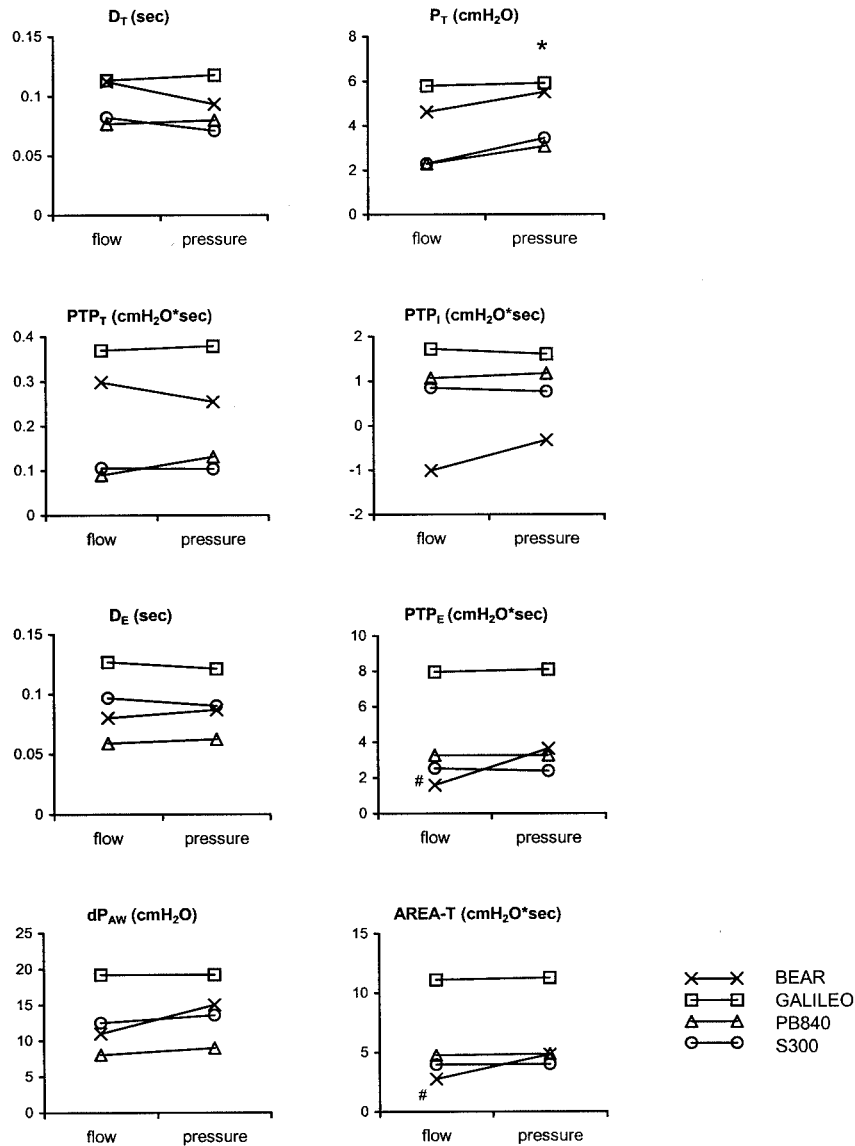 D_T (sec)
0.15
0.1
0.05
0
flow pressure
P_T (cmH₂O)
*
8
6
4
2
0
flow pressure
PTP_T (cmH₂O*sec)
0.4
0.3
0.2
0.1
0
flow pressure
PTP_I (cmH₂O*sec)
2
1
0
-1
-2
flow pressure
D_E (sec)
0.15
0.1
0.05
0
flow pressure
PTP_E (cmH₂O*sec)
10
8
6
4
2
0
#
flow pressure
dP_AW (cmH₂O)
25
20
15
10
5
0
flow pressure
AREA-T (cmH₂O*sec)
15
10
5
0
#
flow pressure
BEAR
GALILEO
PB840
S300